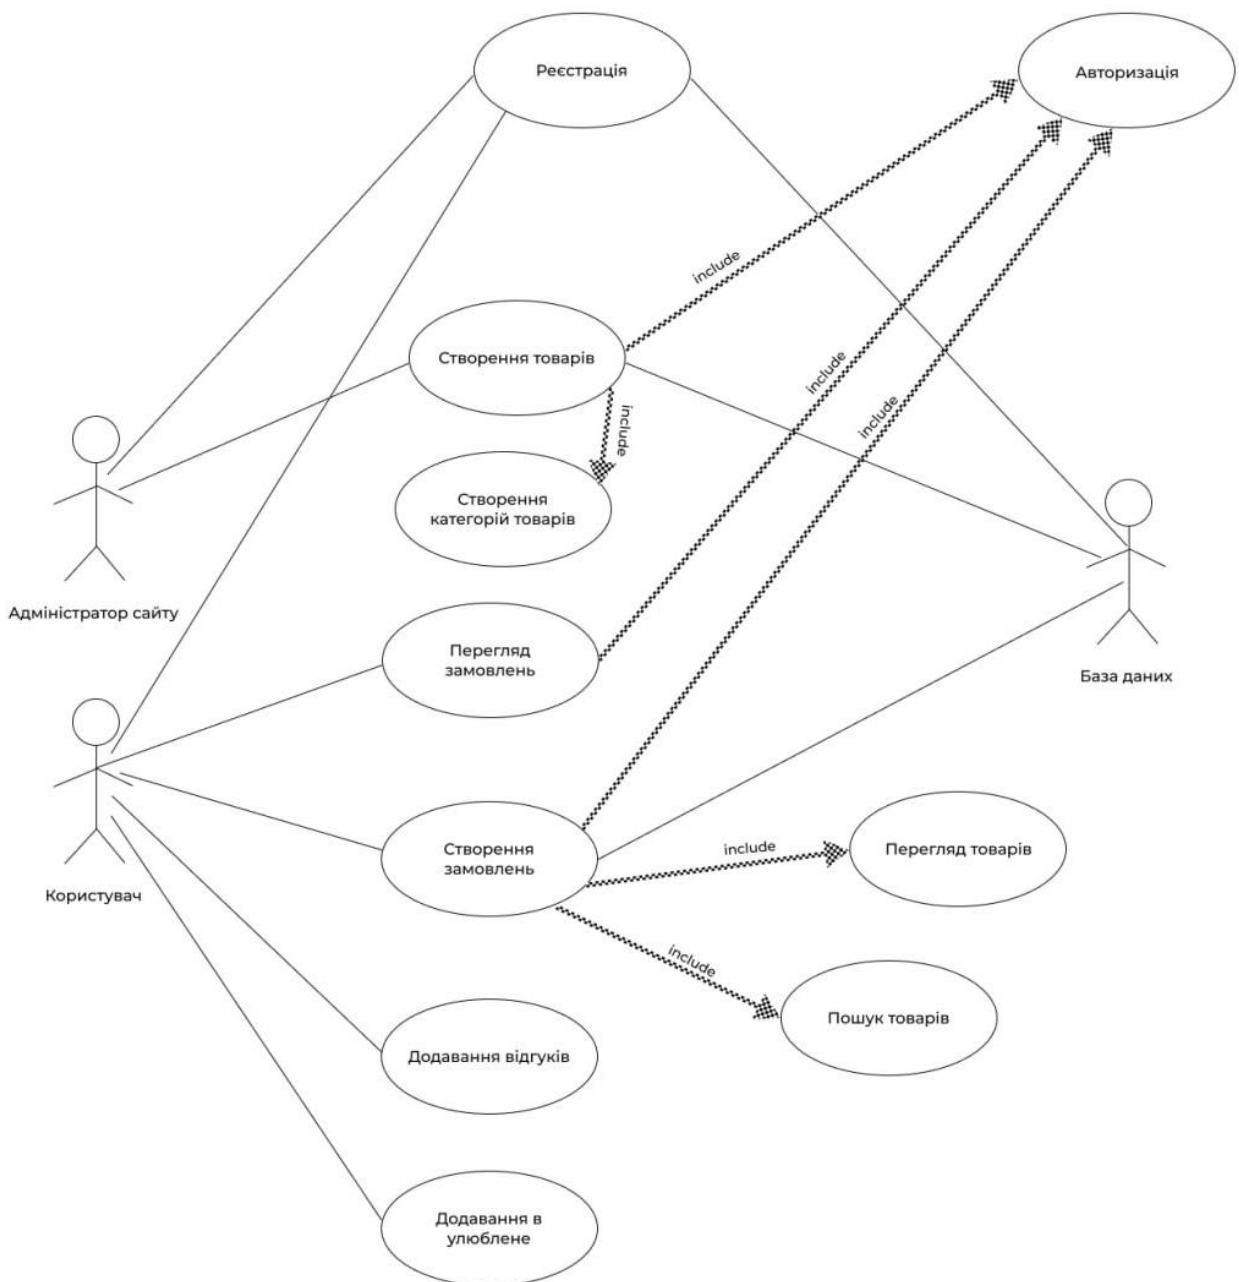 Реєстрація
Авторизація
include
Створення товарів
include
include
include
Створення
категорій товарів
Адміністратор сайту
Перегляд
замовлень
База даних
Створення
замовлень
include
Перегляд товарів
Користувач
include
Пошук товарів
Додавання відгуків
Додавання в
улюблене